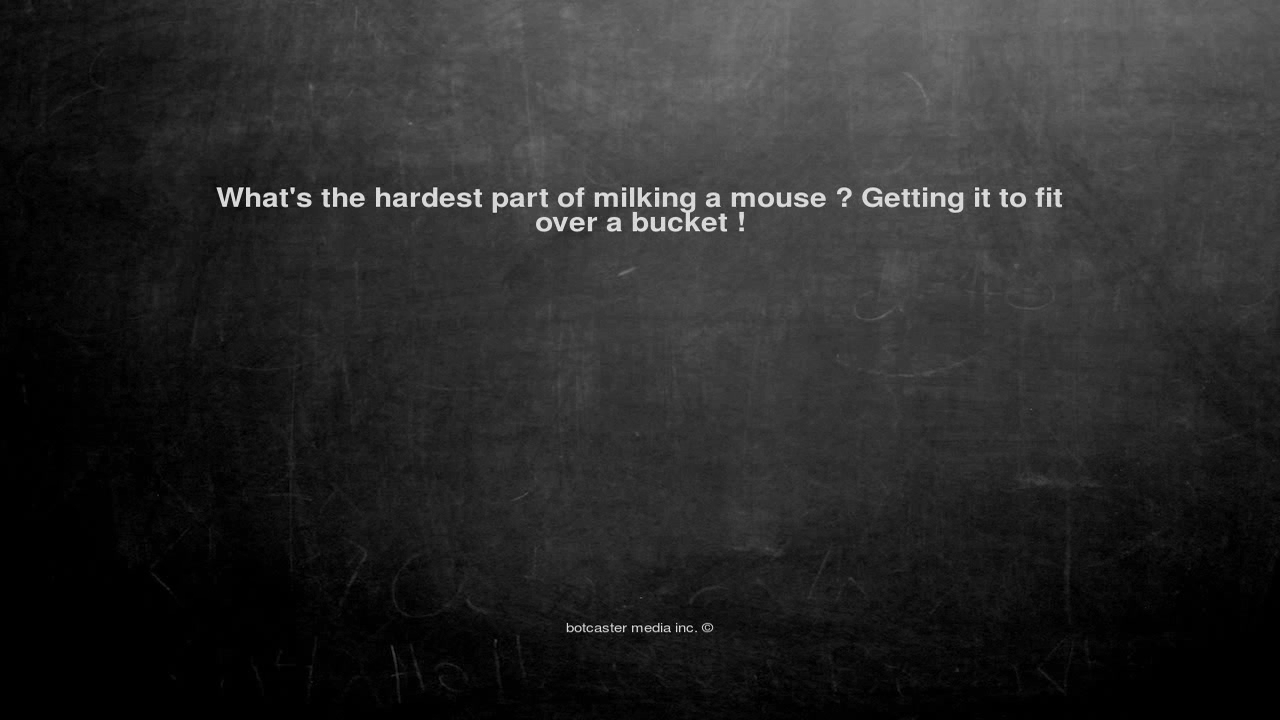 What's the hardest part of milking a mouse ? Getting it to fit
over a bucket !
botcaster media inc. ©